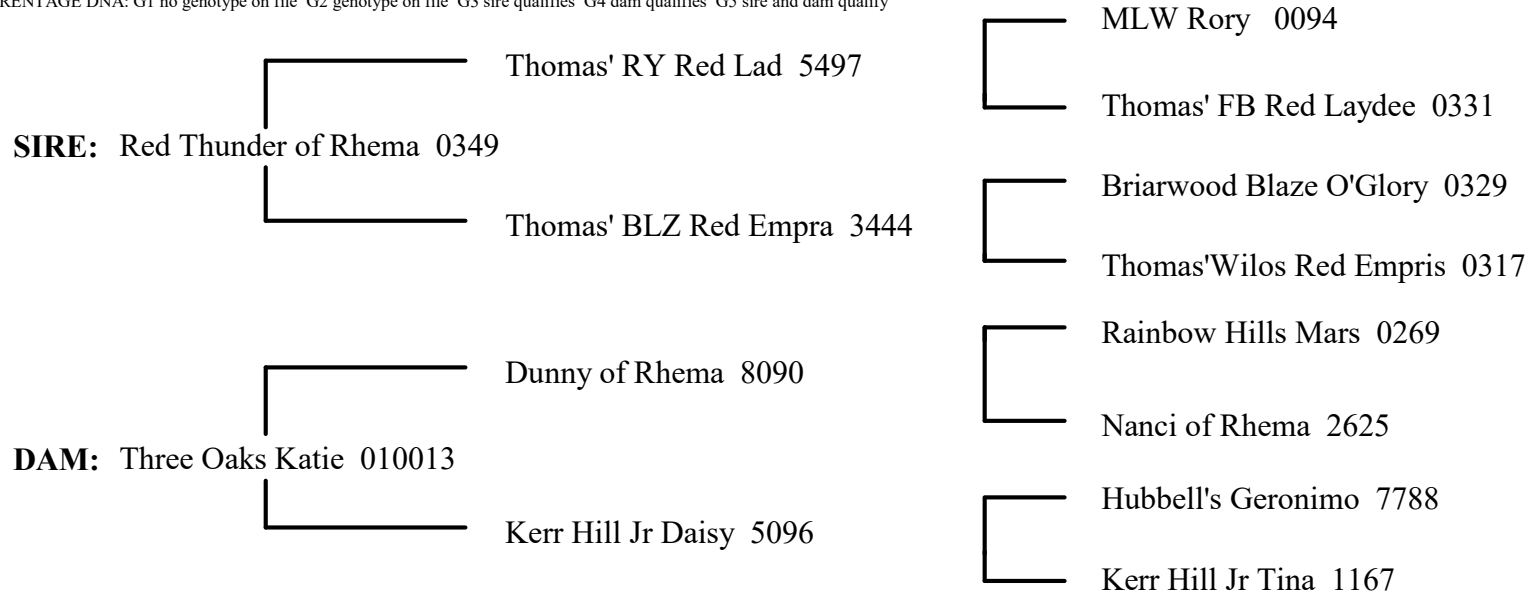 DNA: G1 no genotype on file G2 genotype on file G3 sire qualifies G4 dam qualifies G5 sire and dam qualify
MLW Rory 0094
Thomas' RY Red Lad 5497
Thomas' FB Red Laydee 0331
SIRE: Red Thunder of Rhema 0349
Briarwood Blaze O'Glory 0329
Thomas' BLZ Red Empra 3444
Thomas'Wilos Red Empris 0317
Rainbow Hills Mars 0269
Dunny of Rhema 8090
Nanci of Rhema 2625
DAM: Three Oaks Katie 010013
Hubbell's Geronimo 7788
Kerr Hill Jr Daisy 5096
Kerr Hill Jr Tina 1167